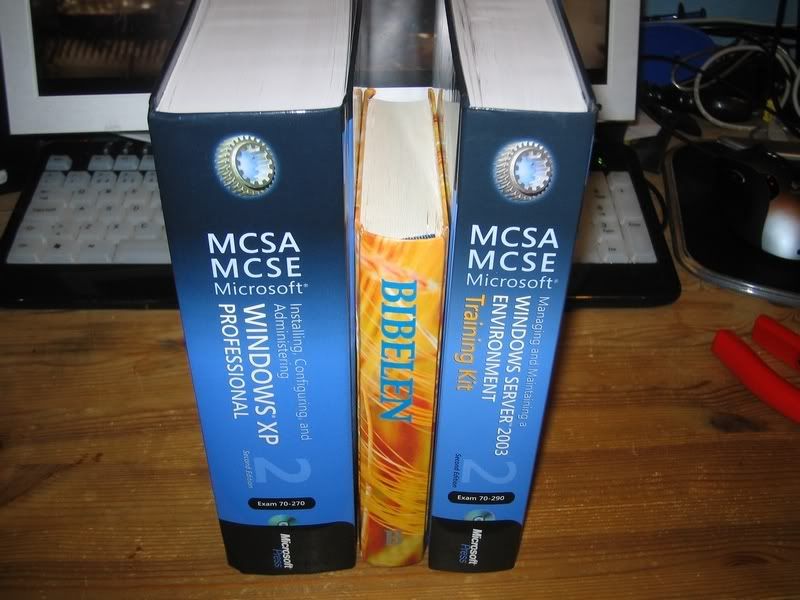 MCSA
MCSE
Microsoft®
Installing, Configuring, and
Administering
WINDOWS® XP
PROFESSIONAL
2
Second Edition
Exam 70-270
Microsoft
Press
BIBELEN
MCSA
MCSE
Microsoft®
Managing and Maintaining a
WINDOWS SERVER™ 2003
ENVIRONMENT
Training Kit
2
Second Edition
Exam 70-290
Microsoft
Press